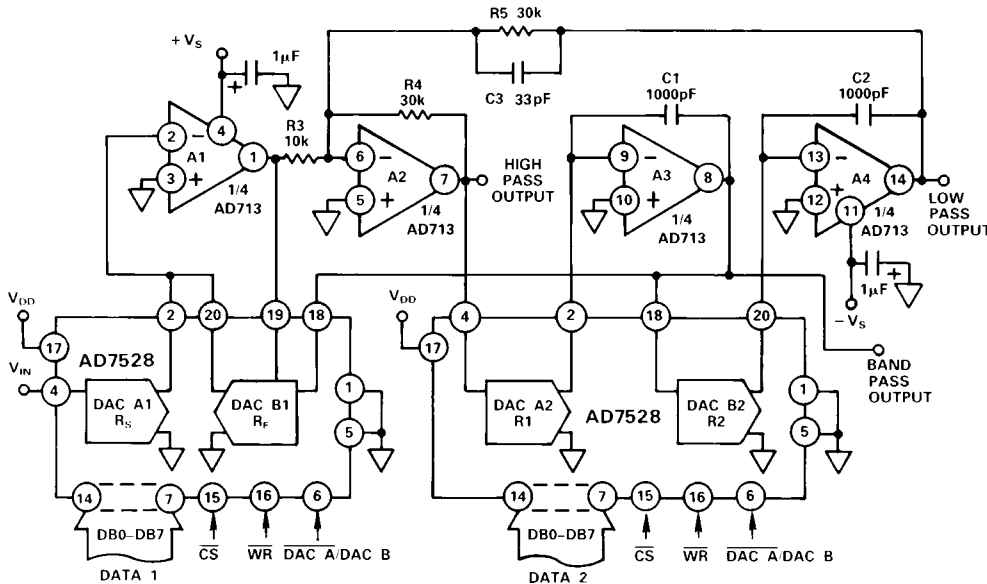 R5 30k
+VS
1μF
+
C3 33pF
R4
30k
C1
1000pF
C2
1000pF
R3
10k
2
−
4
A1
1
3
+
1/4
AD713
6
−
A2
7
5
+
1/4
AD713
HIGH
PASS
OUTPUT
9
−
A3
8
10
+
1/4
AD713
13
−
A4
14
12
+
11
1/4
AD713
LOW
PASS
OUTPUT
1μF
+
−VS
VDD
17
2
20
19
18
VIN
4
AD7528
DAC A1
RS
DAC B1
RF
1
5
14
7
15
16
6
DB0–DB7
CS
WR
DAC A/DAC B
DATA 1
VDD
17
4
2
18
20
DAC A2
R1
AD7528
DAC B2
R2
1
5
BAND
PASS
OUTPUT
14
7
15
16
6
DB0–DB7
CS
WR
DAC A/DAC B
DATA 2